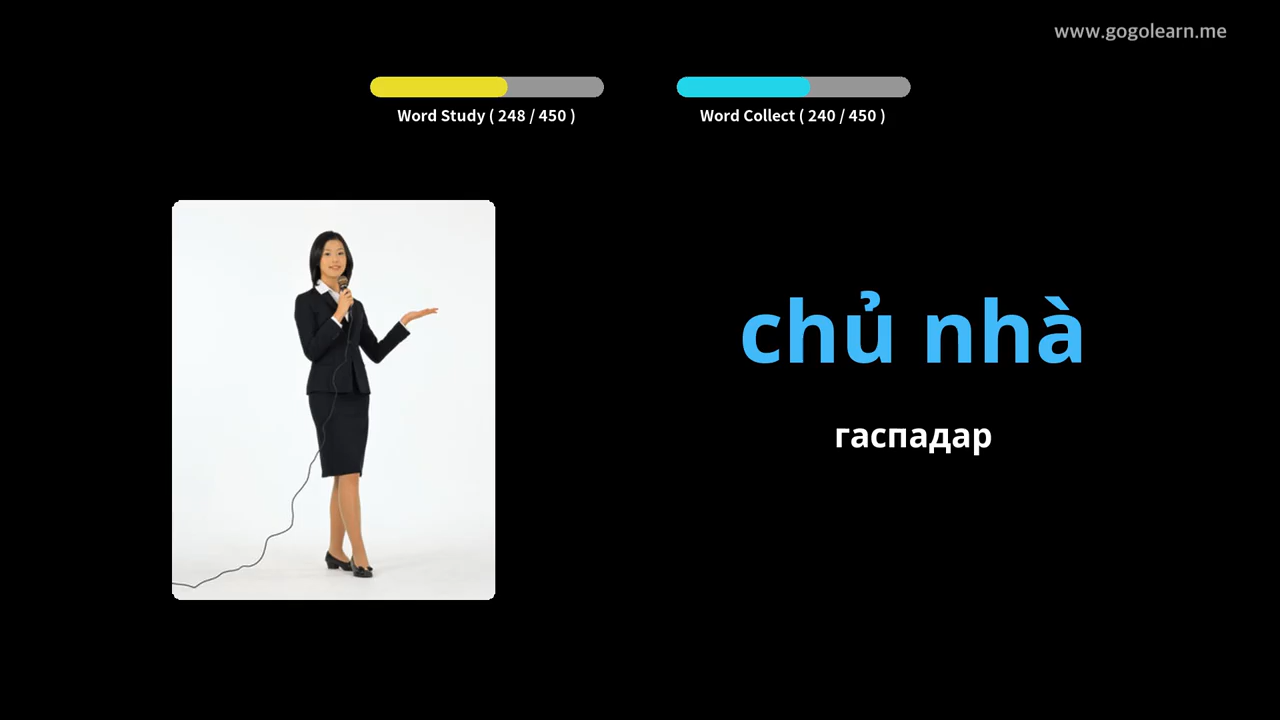 www.gogolearn.me
Word Study ( 248 / 450 )
Word Collect ( 240 / 450 )
chủ nhà
гаспадар